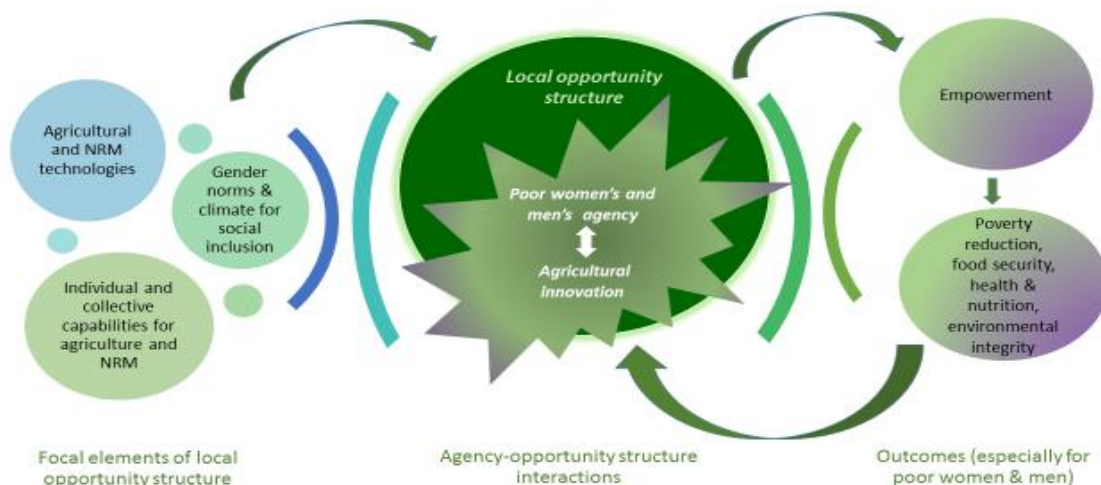 Agricultural
and NRM
technologies
Gender
norms &
climate for
social
inclusion
Individual and
collective
capabilities for
agriculture and
NRM
Focal elements of local
opportunity structure
Local opportunity
structure
Poor women's and
men's agency
Agricultural
innovation
Agency-opportunity structure
interactions
Empowerment
Poverty
reduction,
food security,
health &
nutrition,
environmental
integrity
Outcomes (especially for
poor women & men)